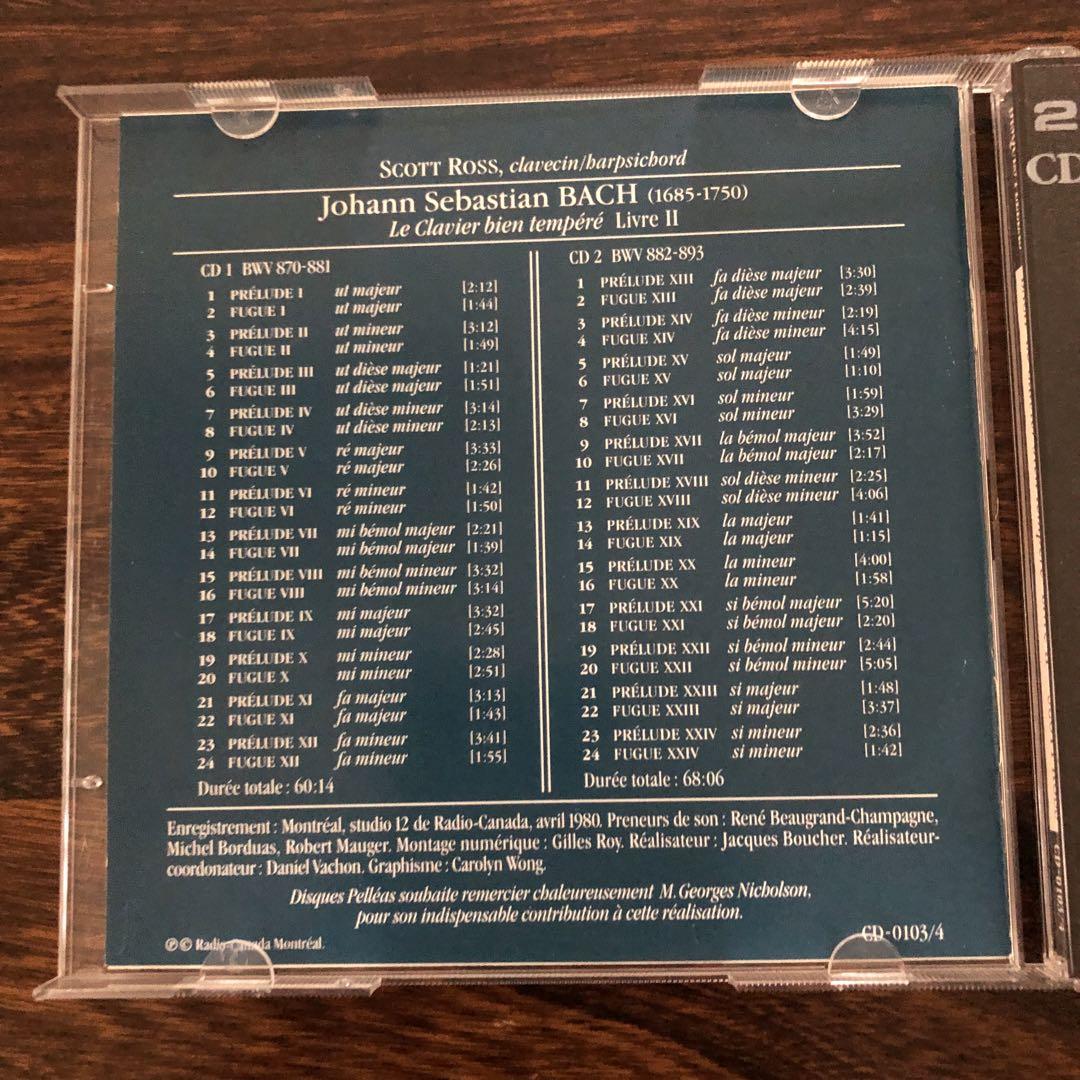 SCOTT ROSS, clavecin/harpsichord
Johann Sebastian BACH (1685-1750)
Le Clavier bien tempéré Livre II
CD 1 BWV 870-881
1 PRÉLUDE I ut majeur [2:12]
2 FUGUE I ut majeur [1:44]
3 PRÉLUDE II ut mineur [3:12]
4 FUGUE II ut mineur [1:49]
5 PRÉLUDE III ut dièse majeur [1:21]
6 FUGUE III ut dièse majeur [1:51]
7 PRÉLUDE IV ut dièse mineur [3:14]
8 FUGUE IV ut dièse mineur [2:13]
9 PRÉLUDE V ré majeur [3:33]
10 FUGUE V ré majeur [2:26]
11 PRÉLUDE VI ré mineur [1:42]
12 FUGUE VI ré mineur [1:50]
13 PRÉLUDE VII mi bémol majeur [2:21]
14 FUGUE VII mi bémol majeur [1:39]
15 PRÉLUDE VIII mi bémol mineur [3:32]
16 FUGUE VIII mi bémol mineur [3:14]
17 PRÉLUDE IX mi majeur [3:32]
18 FUGUE IX mi majeur [2:45]
19 PRÉLUDE X mi mineur [2:28]
20 FUGUE X mi mineur [2:51]
21 PRÉLUDE XI fa majeur [3:13]
22 FUGUE XI fa majeur [1:43]
23 PRÉLUDE XII fa mineur [3:41]
24 FUGUE XII fa mineur [1:55]
Durée totale : 60:14
CD 2 BWV 882-893
1 PRÉLUDE XIII fa dièse majeur [3:30]
2 FUGUE XIII fa dièse majeur [2:39]
3 PRÉLUDE XIV fa dièse mineur [2:19]
4 FUGUE XIV fa dièse mineur [4:15]
5 PRÉLUDE XV sol majeur [1:49]
6 FUGUE XV sol majeur [1:10]
7 PRÉLUDE XVI sol mineur [1:59]
8 FUGUE XVI sol mineur [3:29]
9 PRÉLUDE XVII la bémol majeur [3:52]
10 FUGUE XVII la bémol majeur [2:17]
11 PRÉLUDE XVIII sol dièse mineur [2:25]
12 FUGUE XVIII sol dièse mineur [4:06]
13 PRÉLUDE XIX la majeur [1:41]
14 FUGUE XIX la majeur [1:15]
15 PRÉLUDE XX la mineur [4:00]
16 FUGUE XX la mineur [1:58]
17 PRÉLUDE XXI si bémol majeur [5:20]
18 FUGUE XXI si bémol majeur [2:20]
19 PRÉLUDE XXII si bémol mineur [2:44]
20 FUGUE XXII si bémol mineur [5:05]
21 PRÉLUDE XXIII si majeur [1:48]
22 FUGUE XXIII si majeur [3:37]
23 PRÉLUDE XXIV si mineur [2:36]
24 FUGUE XXIV si mineur [1:42]
Durée totale : 68:06
Enregistrement : Montréal, studio 12 de Radio-Canada, avril 1980. Preneurs de son : René Beaugrand-Champagne,
Michel Borduas, Robert Mauger. Montage numérique : Gilles Roy. Réalisateur : Jacques Boucher. Réalisateur-
coordonateur : Daniel Vachon. Graphisme : Carolyn Wong.
Disques Pelléas souhaite remercier chaleureusement M. Georges Nicholson,
pour son indispensable contribution à cette réalisation.
℗ © Radio-Canada Montréal.
CD-0103/4
2
CD